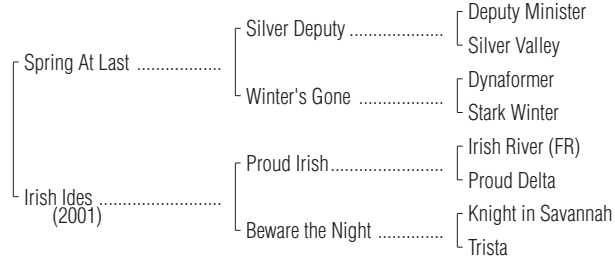 Deputy Minister
Silver Deputy ....................
Silver Valley
Spring At Last ..................
Dynaformer
Winter's Gone ..................
Stark Winter
Irish River (FR)
Proud Irish........................
Proud Delta
Irish Ides ..........................
(2001)
Knight in Savannah
Beware the Night ..............
Trista